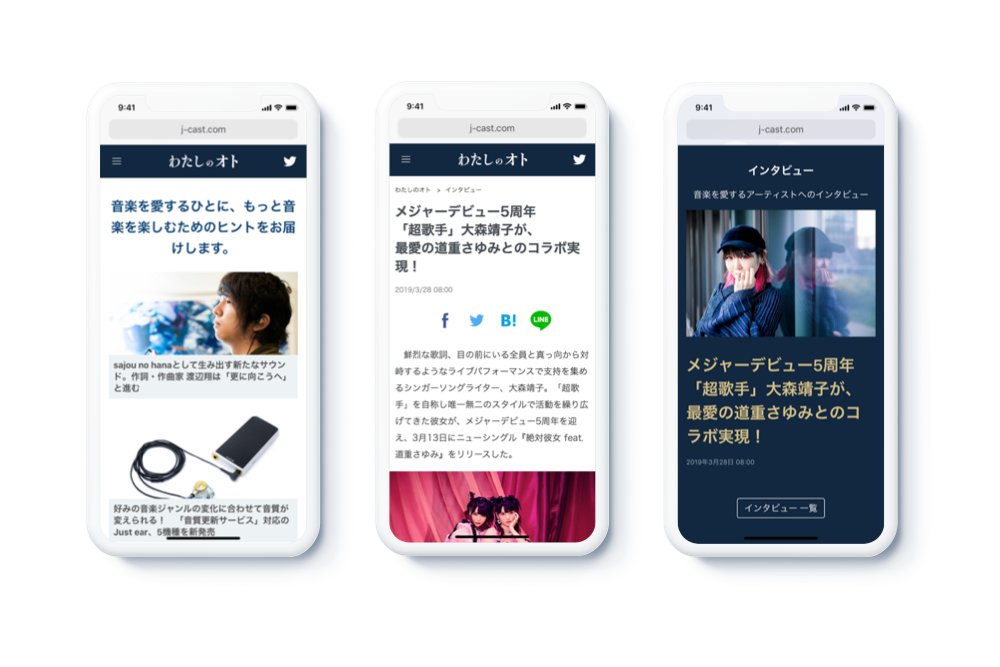 9:41
j-cast.com
わたしのオト
音楽を愛するひとに、もっと音
楽を楽しむためのヒントをお届
けします。
sajou no hanaとして生み出す新たなサウン
ド。作詞・作曲家 渡辺翔は「更に向こうへ」
と進む
好みの音楽ジャンルの変化に合わせて音質が
変えられる！　「音質更新サービス」対応の
Just ear、5機種を新発売
9:41
j-cast.com
わたしのオト
わたしのオト　>　インタビュー
メジャーデビュー5周年
「超歌手」大森靖子が、
最愛の道重さゆみとのコラボ実
現！
2019/3/28 08:00
f
B!
LINE
鮮烈な歌詞、目の前にいる全員と真っ向から対
峙するようなライブパフォーマンスで支持を集め
るシンガーソングライター、大森靖子。「超歌
手」を自称し唯一無二のスタイルで活動を繰り広
げてきた彼女が、メジャーデビュー5周年を迎
え、3月13日にニューシングル『絶対彼女 feat.
道重さゆみ』をリリースした。
9:41
j-cast.com
インタビュー
音楽を愛するアーティストへのインタビュー
メジャーデビュー5周年
「超歌手」大森靖子が、
最愛の道重さゆみとのコ
ラボ実現！
2019年3月28日 08:00
インタビュー 一覧